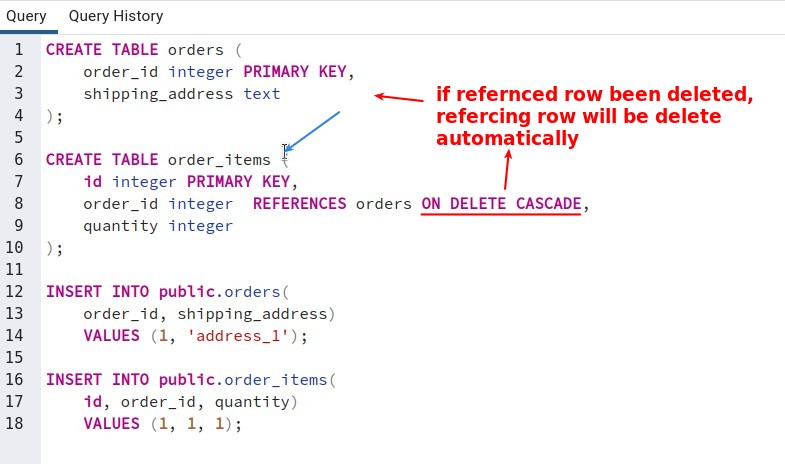 Query Query History
1 CREATE TABLE orders (
2 order_id integer PRIMARY KEY,
3 shipping_address text
4 );
5
6 CREATE TABLE order_items (
7 id integer PRIMARY KEY,
8 order_id integer REFERENCES orders ON DELETE CASCADE,
9 quantity integer
10 );
11
12 INSERT INTO public.orders(
13 order_id, shipping_address)
14 VALUES (1, 'address_1');
15
16 INSERT INTO public.order_items(
17 id, order_id, quantity)
18 VALUES (1, 1, 1);
if refernced row been deleted,
refercing row will be delete
automatically